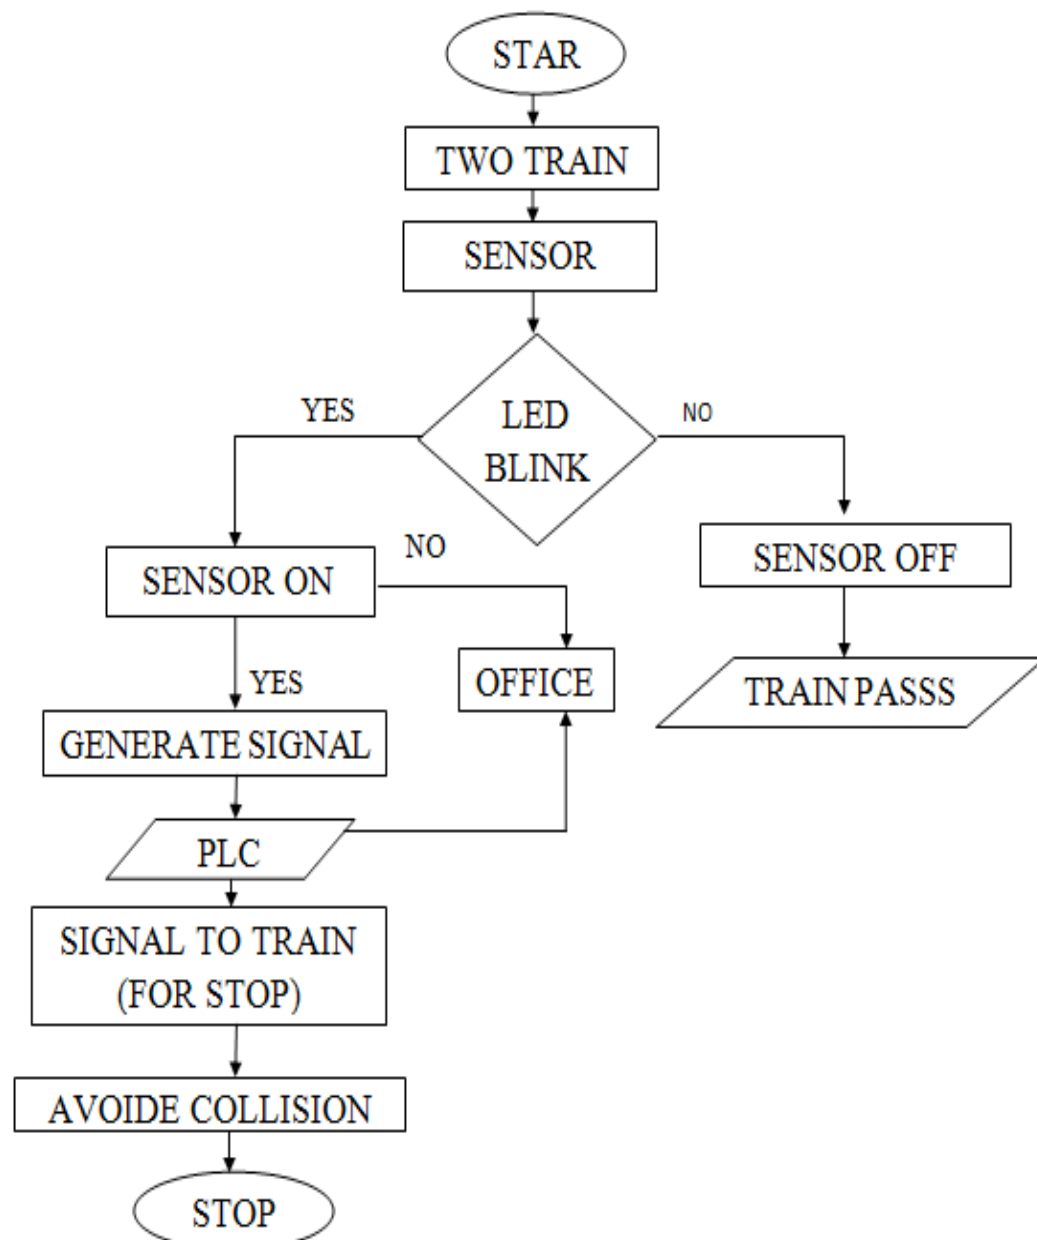 STAR
TWO TRAIN
SENSOR
YES
LED
BLINK
NO
SENSOR ON
NO
SENSOR OFF
YES
OFFICE
TRAIN PASSS
GENERATE SIGNAL
PLC
SIGNAL TO TRAIN
(FOR STOP)
AVOIDE COLLISION
STOP